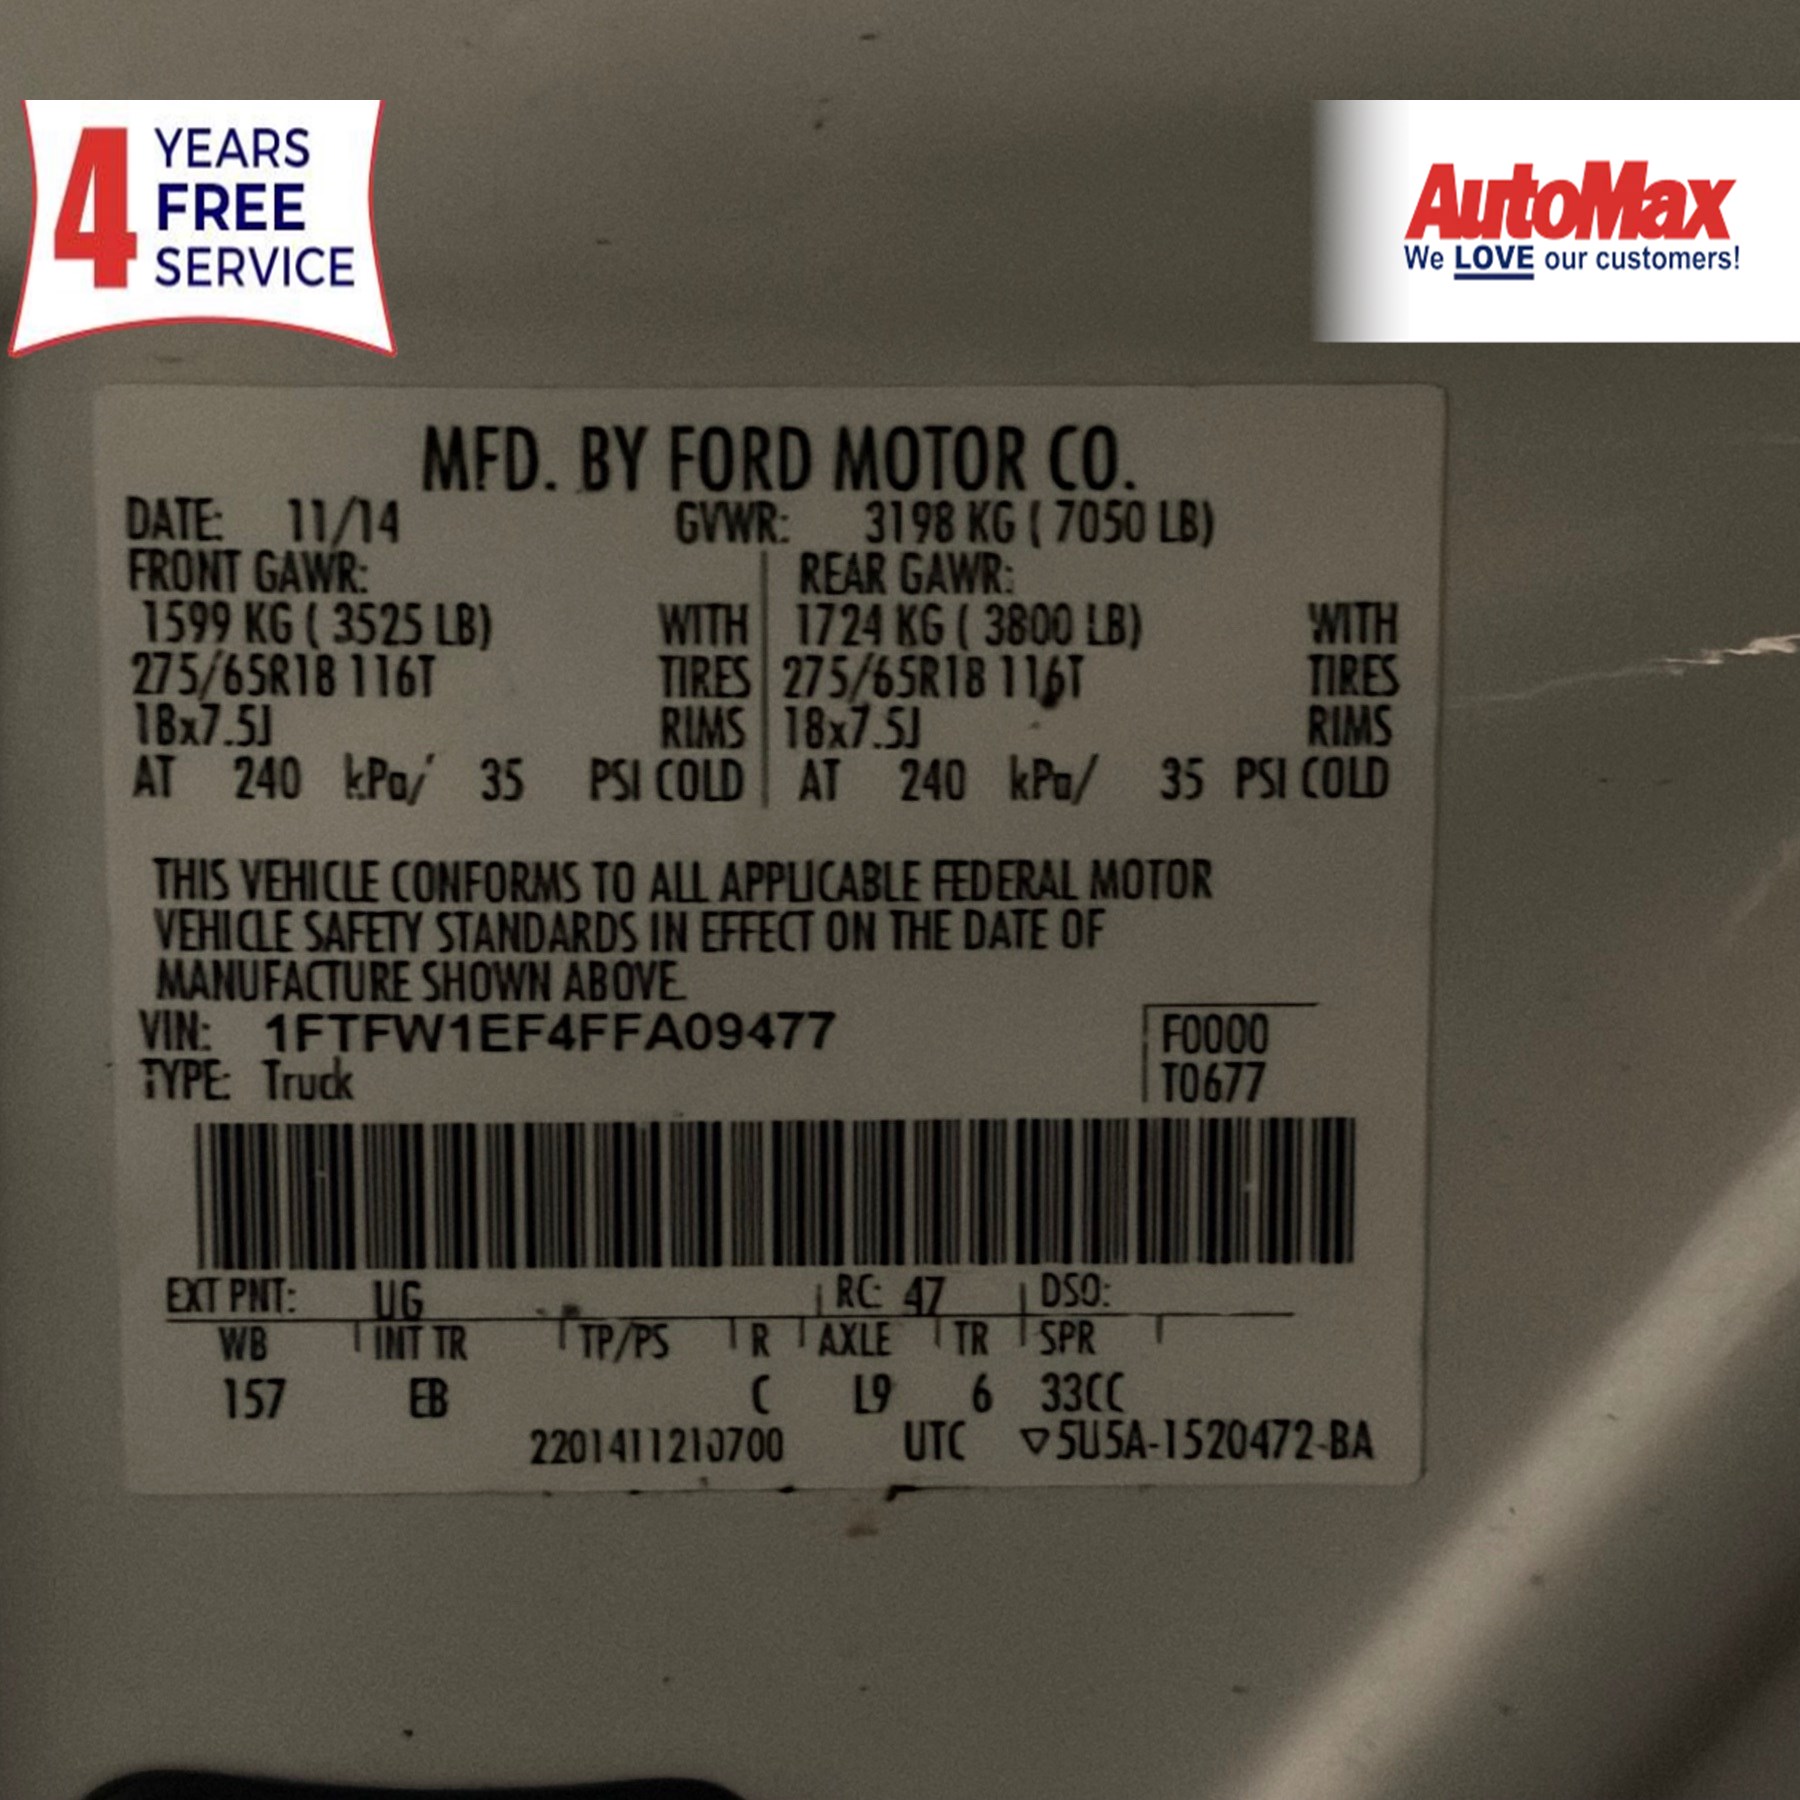 4 YEARS
FREE
SERVICE
AutoMax
We LOVE our customers!
MFD. BY FORD MOTOR CO.
DATE: 11/14 GVWR: 3198 KG ( 7050 LB)
FRONT GAWR: REAR GAWR:
1599 KG ( 3525 LB) WITH 1724 KG ( 3800 LB) WITH
275/65R18 116T TIRES 275/65R18 116T TIRES
18x7.5J RIMS 18x7.5J RIMS
AT 240 kPa/ 35 PSI COLD AT 240 kPa/ 35 PSI COLD
THIS VEHICLE CONFORMS TO ALL APPLICABLE FEDERAL MOTOR
VEHICLE SAFETY STANDARDS IN EFFECT ON THE DATE OF
MANUFACTURE SHOWN ABOVE.
VIN: 1FTFW1EF4FFA09477 F0000
TYPE: Truck T0677
EXT PNT: UG RC: 47 DSO:
WB INT TR TP/PS R AXLE TR SPR
157 EB C L9 6 33CC
2201411210700 UTC ▽5U5A-1520472-BA